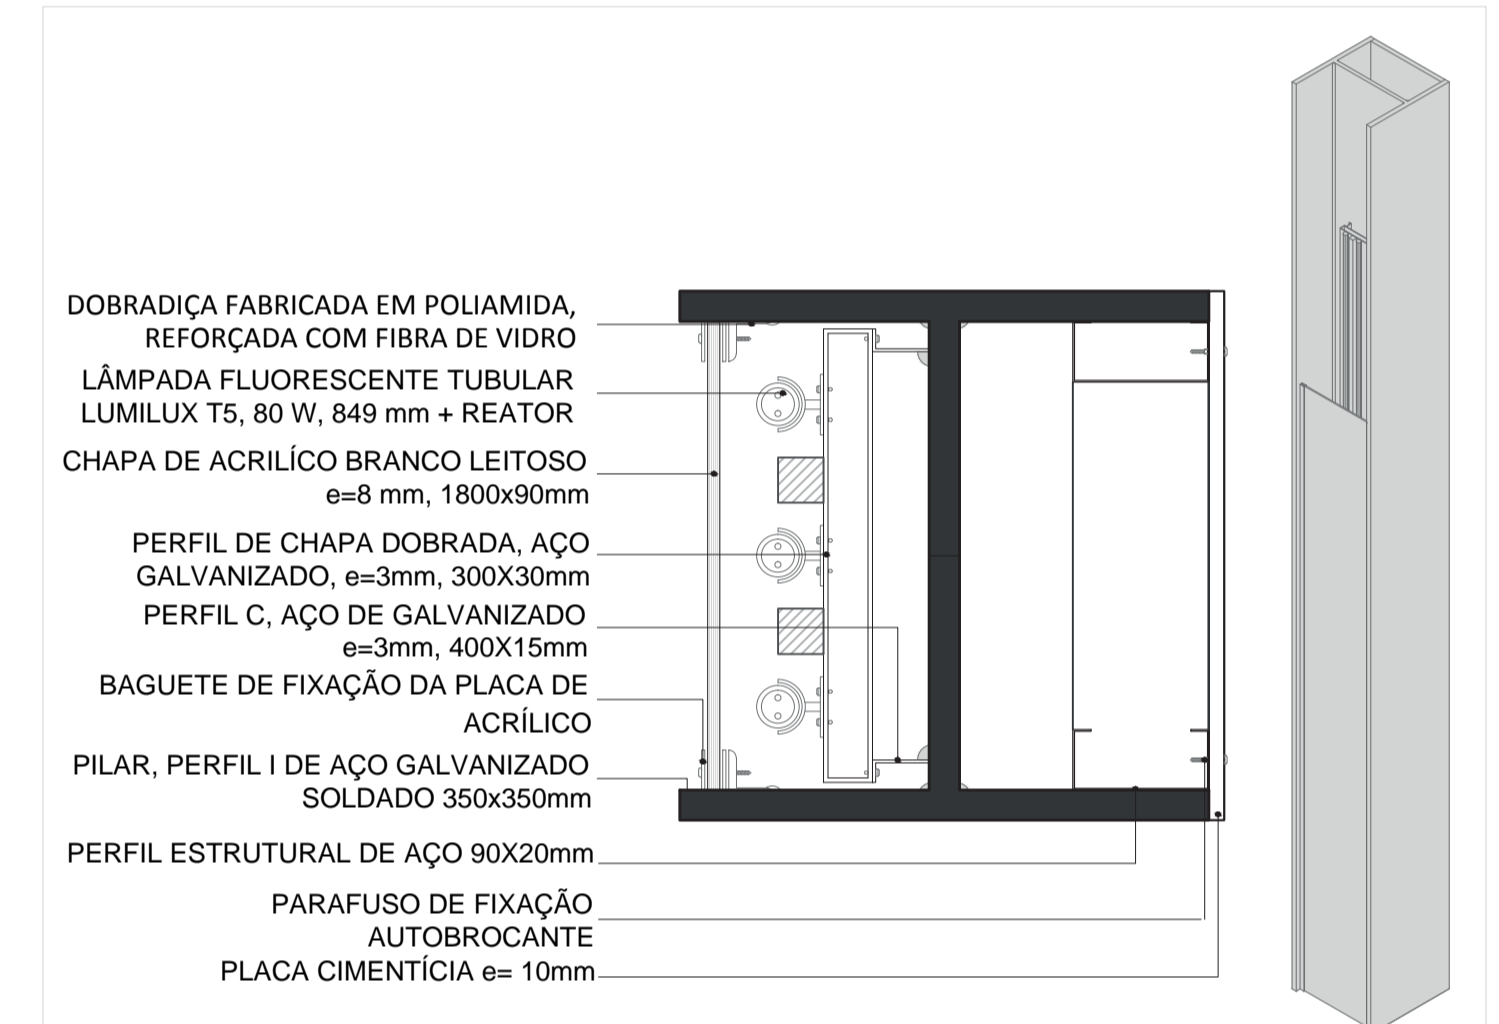 DOBRADIÇA FABRICADA EM POLIAMIDA,
REFORÇADA COM FIBRA DE VIDRO
LÂMPADA FLUORESCENTE TUBULAR
LUMILUX T5, 80 W, 849 mm + REATOR
CHAPA DE ACRILÍCO BRANCO LEITOSO
e=8 mm, 1800x90mm
PERFIL DE CHAPA DOBRADA, AÇO
GALVANIZADO, e=3mm, 300X30mm
PERFIL C, AÇO DE GALVANIZADO
e=3mm, 400X15mm
BAGUETE DE FIXAÇÃO DA PLACA DE
ACRÍLICO
PILAR, PERFIL I DE AÇO GALVANIZADO
SOLDADO 350x350mm
PERFIL ESTRUTURAL DE AÇO 90X20mm
PARAFUSO DE FIXAÇÃO
AUTOBROCANTE
PLACA CIMENTÍCIA e= 10mm